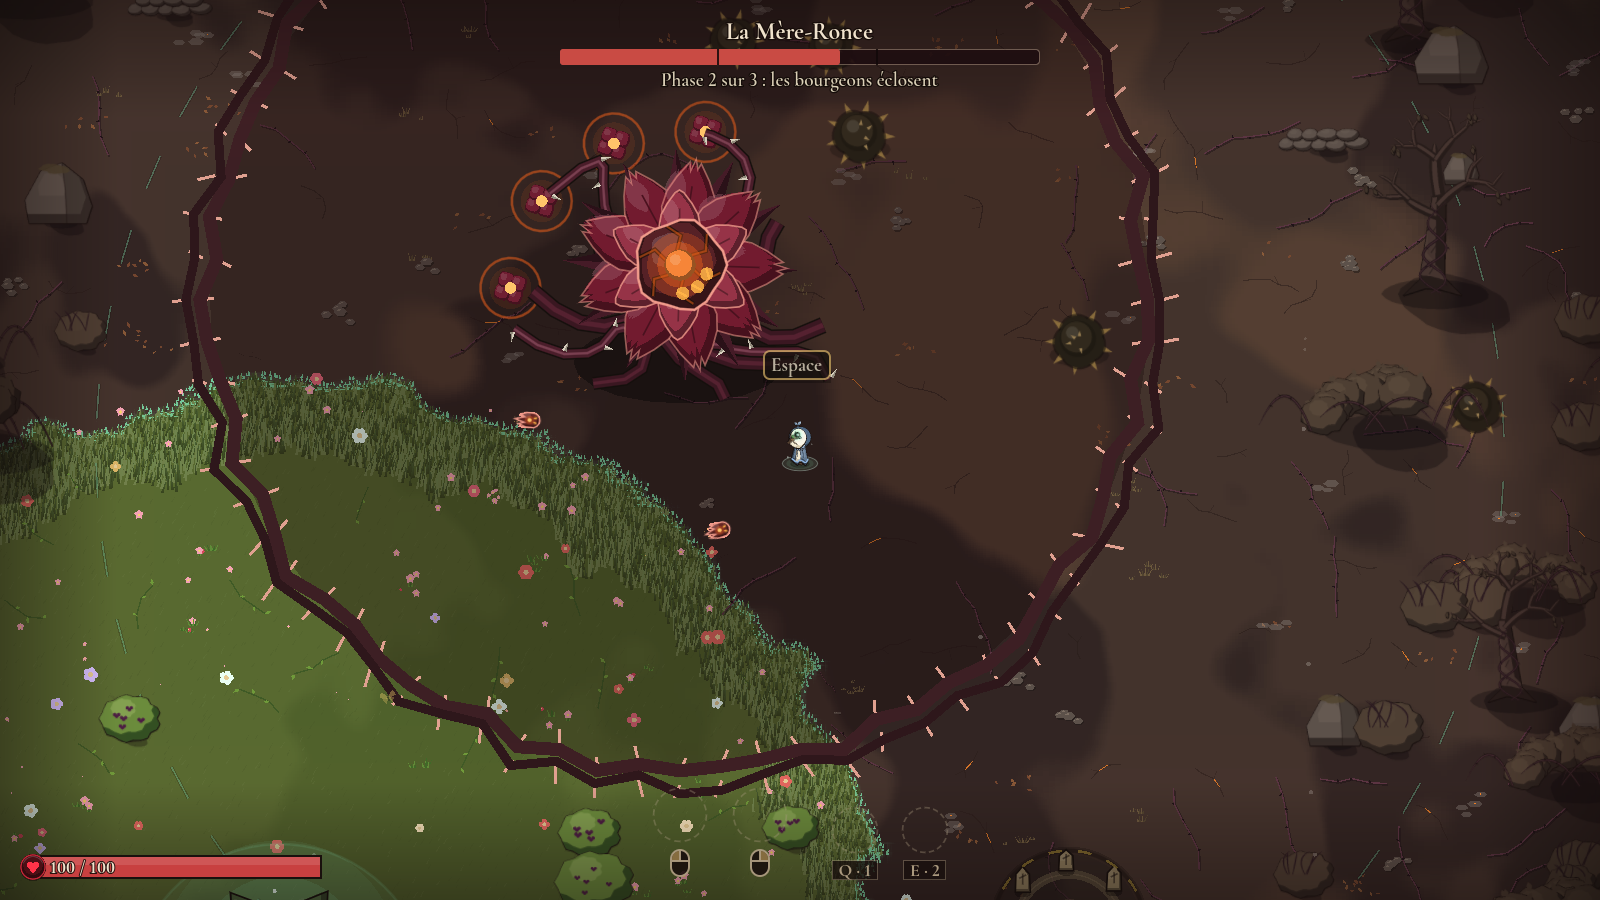 La Mère-Ronce
Phase 2 sur 3 : les bourgeons éclosent
Espace
100 / 100
Q · 1
E · 2